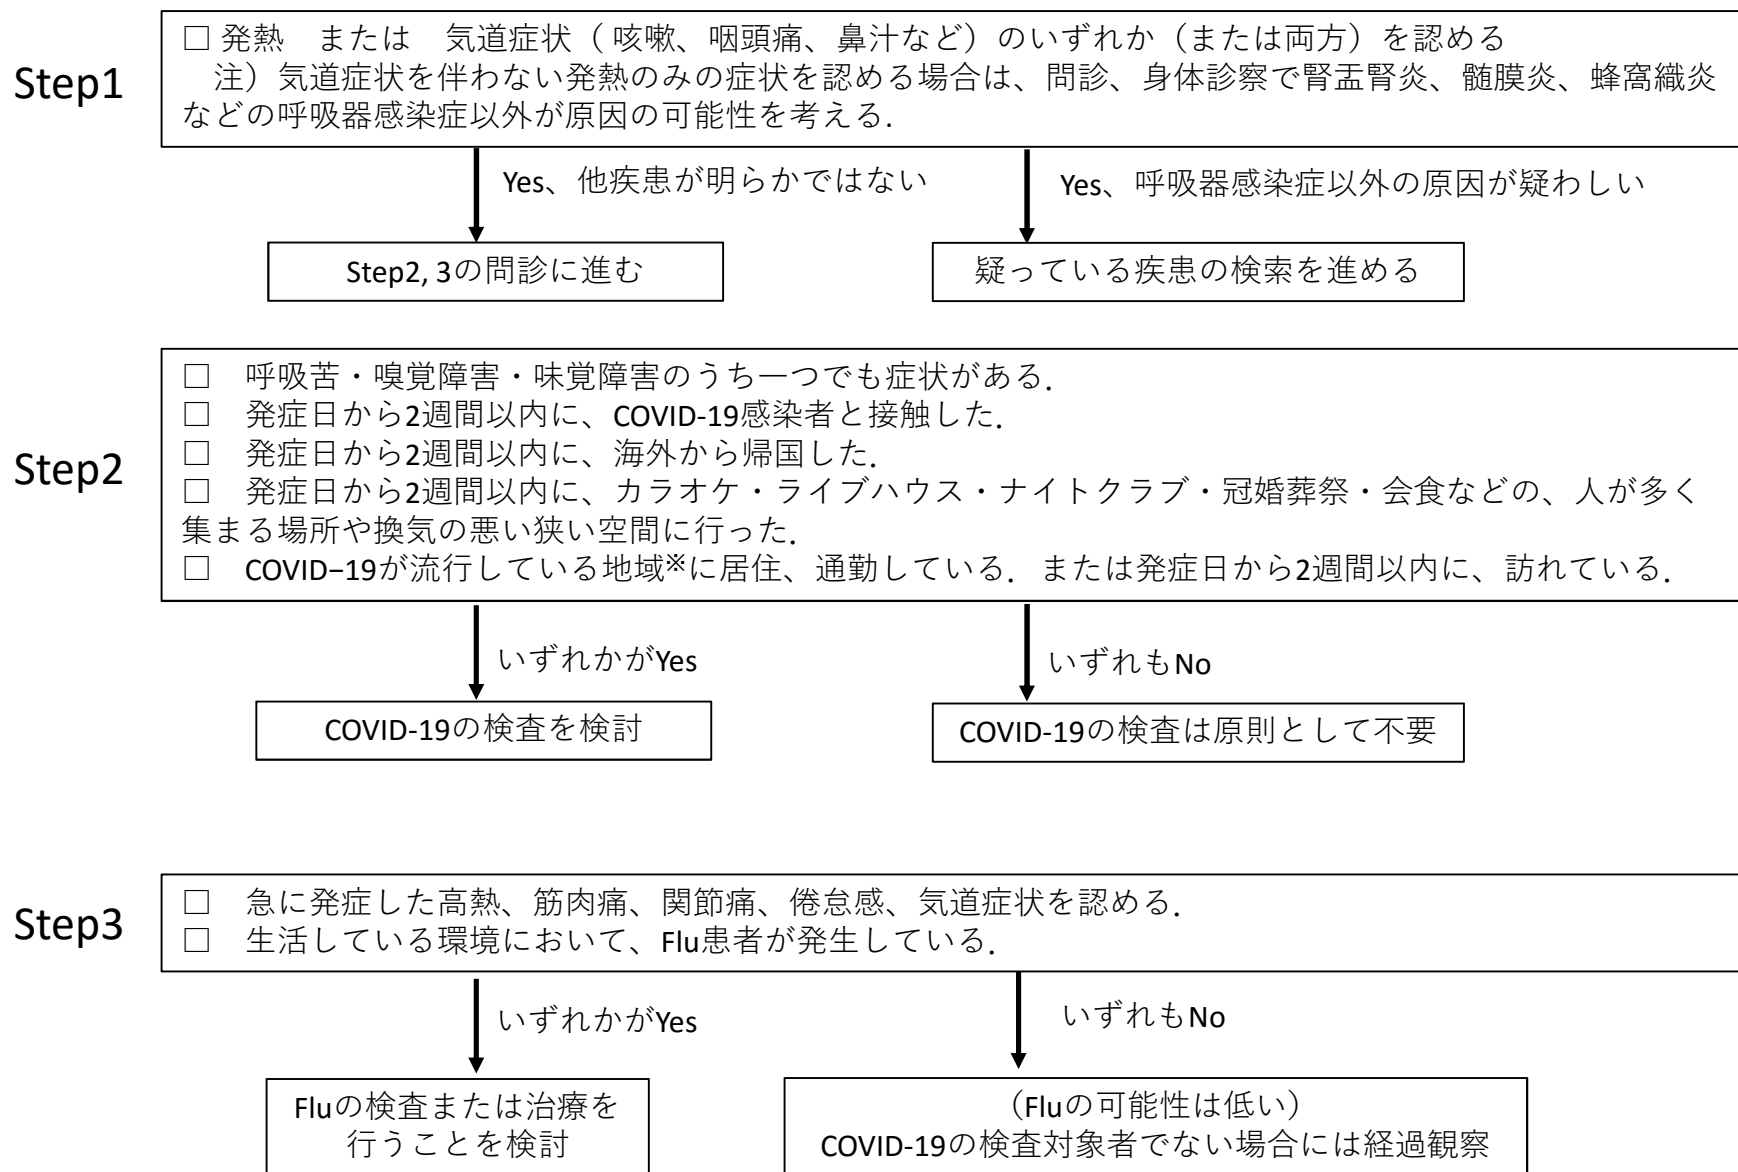 Step1
□ 発熱　または　気道症状（ 咳嗽、咽頭痛、鼻汁など）のいずれか（または両方）を認める
注）気道症状を伴わない発熱のみの症状を認める場合は、問診、身体診察で腎盂腎炎、髄膜炎、蜂窩織炎
などの呼吸器感染症以外が原因の可能性を考える．
Yes、他疾患が明らかではない
Yes、呼吸器感染症以外の原因が疑わしい
Step2, 3の問診に進む
疑っている疾患の検索を進める
Step2
□　呼吸苦・嗅覚障害・味覚障害のうち一つでも症状がある．
□　発症日から2週間以内に、COVID-19感染者と接触した．
□　発症日から2週間以内に、海外から帰国した．
□　発症日から2週間以内に、カラオケ・ライブハウス・ナイトクラブ・冠婚葬祭・会食などの、人が多く
集まる場所や換気の悪い狭い空間に行った．
□　COVID−19が流行している地域※に居住、通勤している．または発症日から2週間以内に、訪れている．
いずれかがYes
いずれもNo
COVID-19の検査を検討
COVID-19の検査は原則として不要
Step3
□　急に発症した高熱、筋肉痛、関節痛、倦怠感、気道症状を認める．
□　生活している環境において、Flu患者が発生している．
いずれかがYes
いずれもNo
Fluの検査または治療を
行うことを検討
（Fluの可能性は低い）
COVID-19の検査対象者でない場合には経過観察